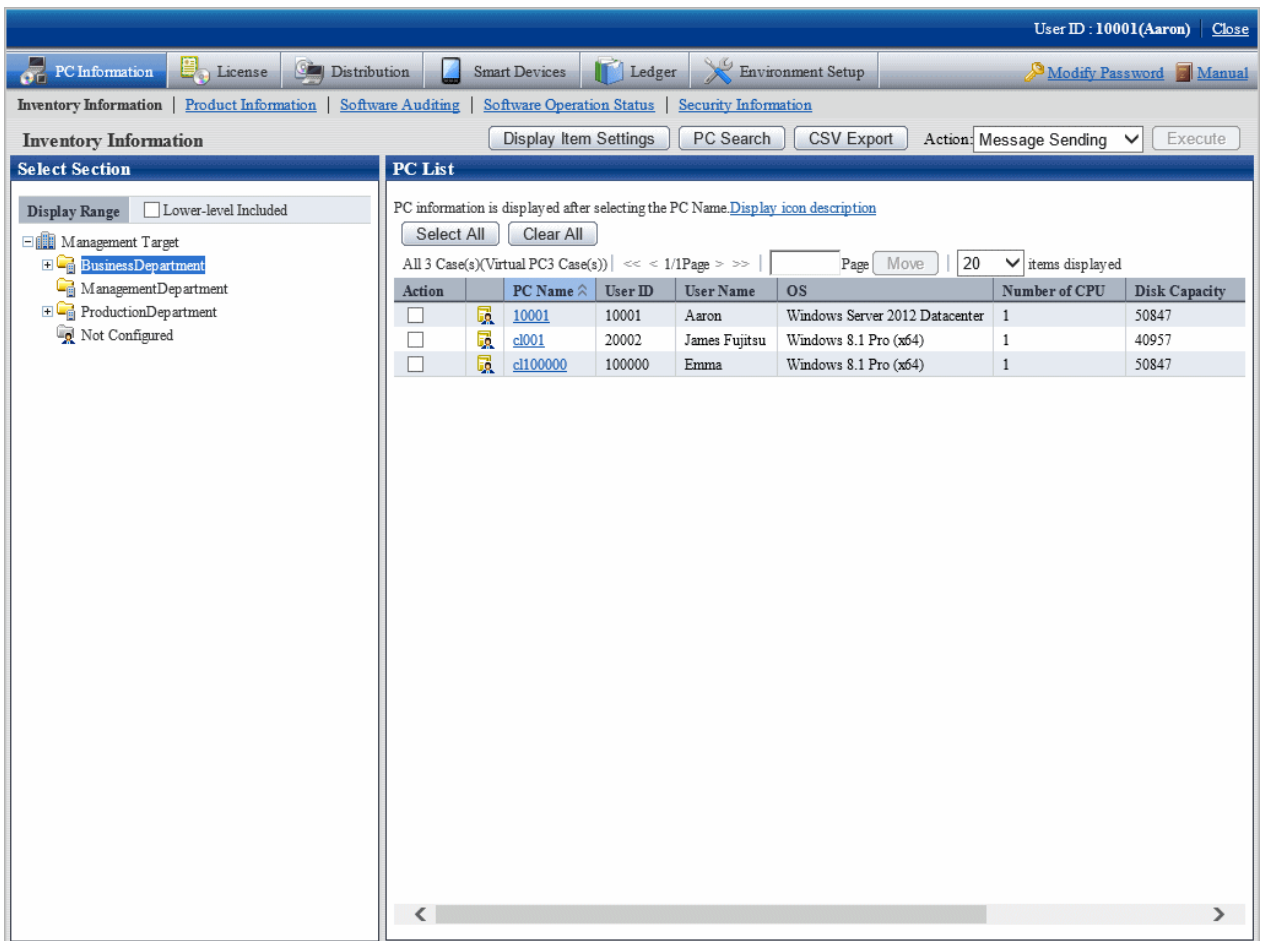 User ID : 10001(Aaron) Close
PC Information License Distribution Smart Devices Ledger Environment Setup Modify Password Manual
Inventory Information | Product Information | Software Auditing | Software Operation Status | Security Information
Inventory Information Display Item Settings PC Search CSV Export Action: Message Sending Execute
Select Section
Display Range Lower-level Included
Management Target
BusinessDepartment
ManagementDepartment
ProductionDepartment
Not Configured
PC List
PC information is displayed after selecting the PC Name.Display icon description
Select All Clear All
All 3 Case(s)(Virtual PC3 Case(s)) | << < 1/1Page > >> | Page Move | 20 items displayed
Action PC Name User ID User Name OS Number of CPU Disk Capacity
10001 10001 Aaron Windows Server 2012 Datacenter 1 50847
cl001 20002 James Fujitsu Windows 8.1 Pro (x64) 1 40957
cl100000 100000 Emma Windows 8.1 Pro (x64) 1 50847